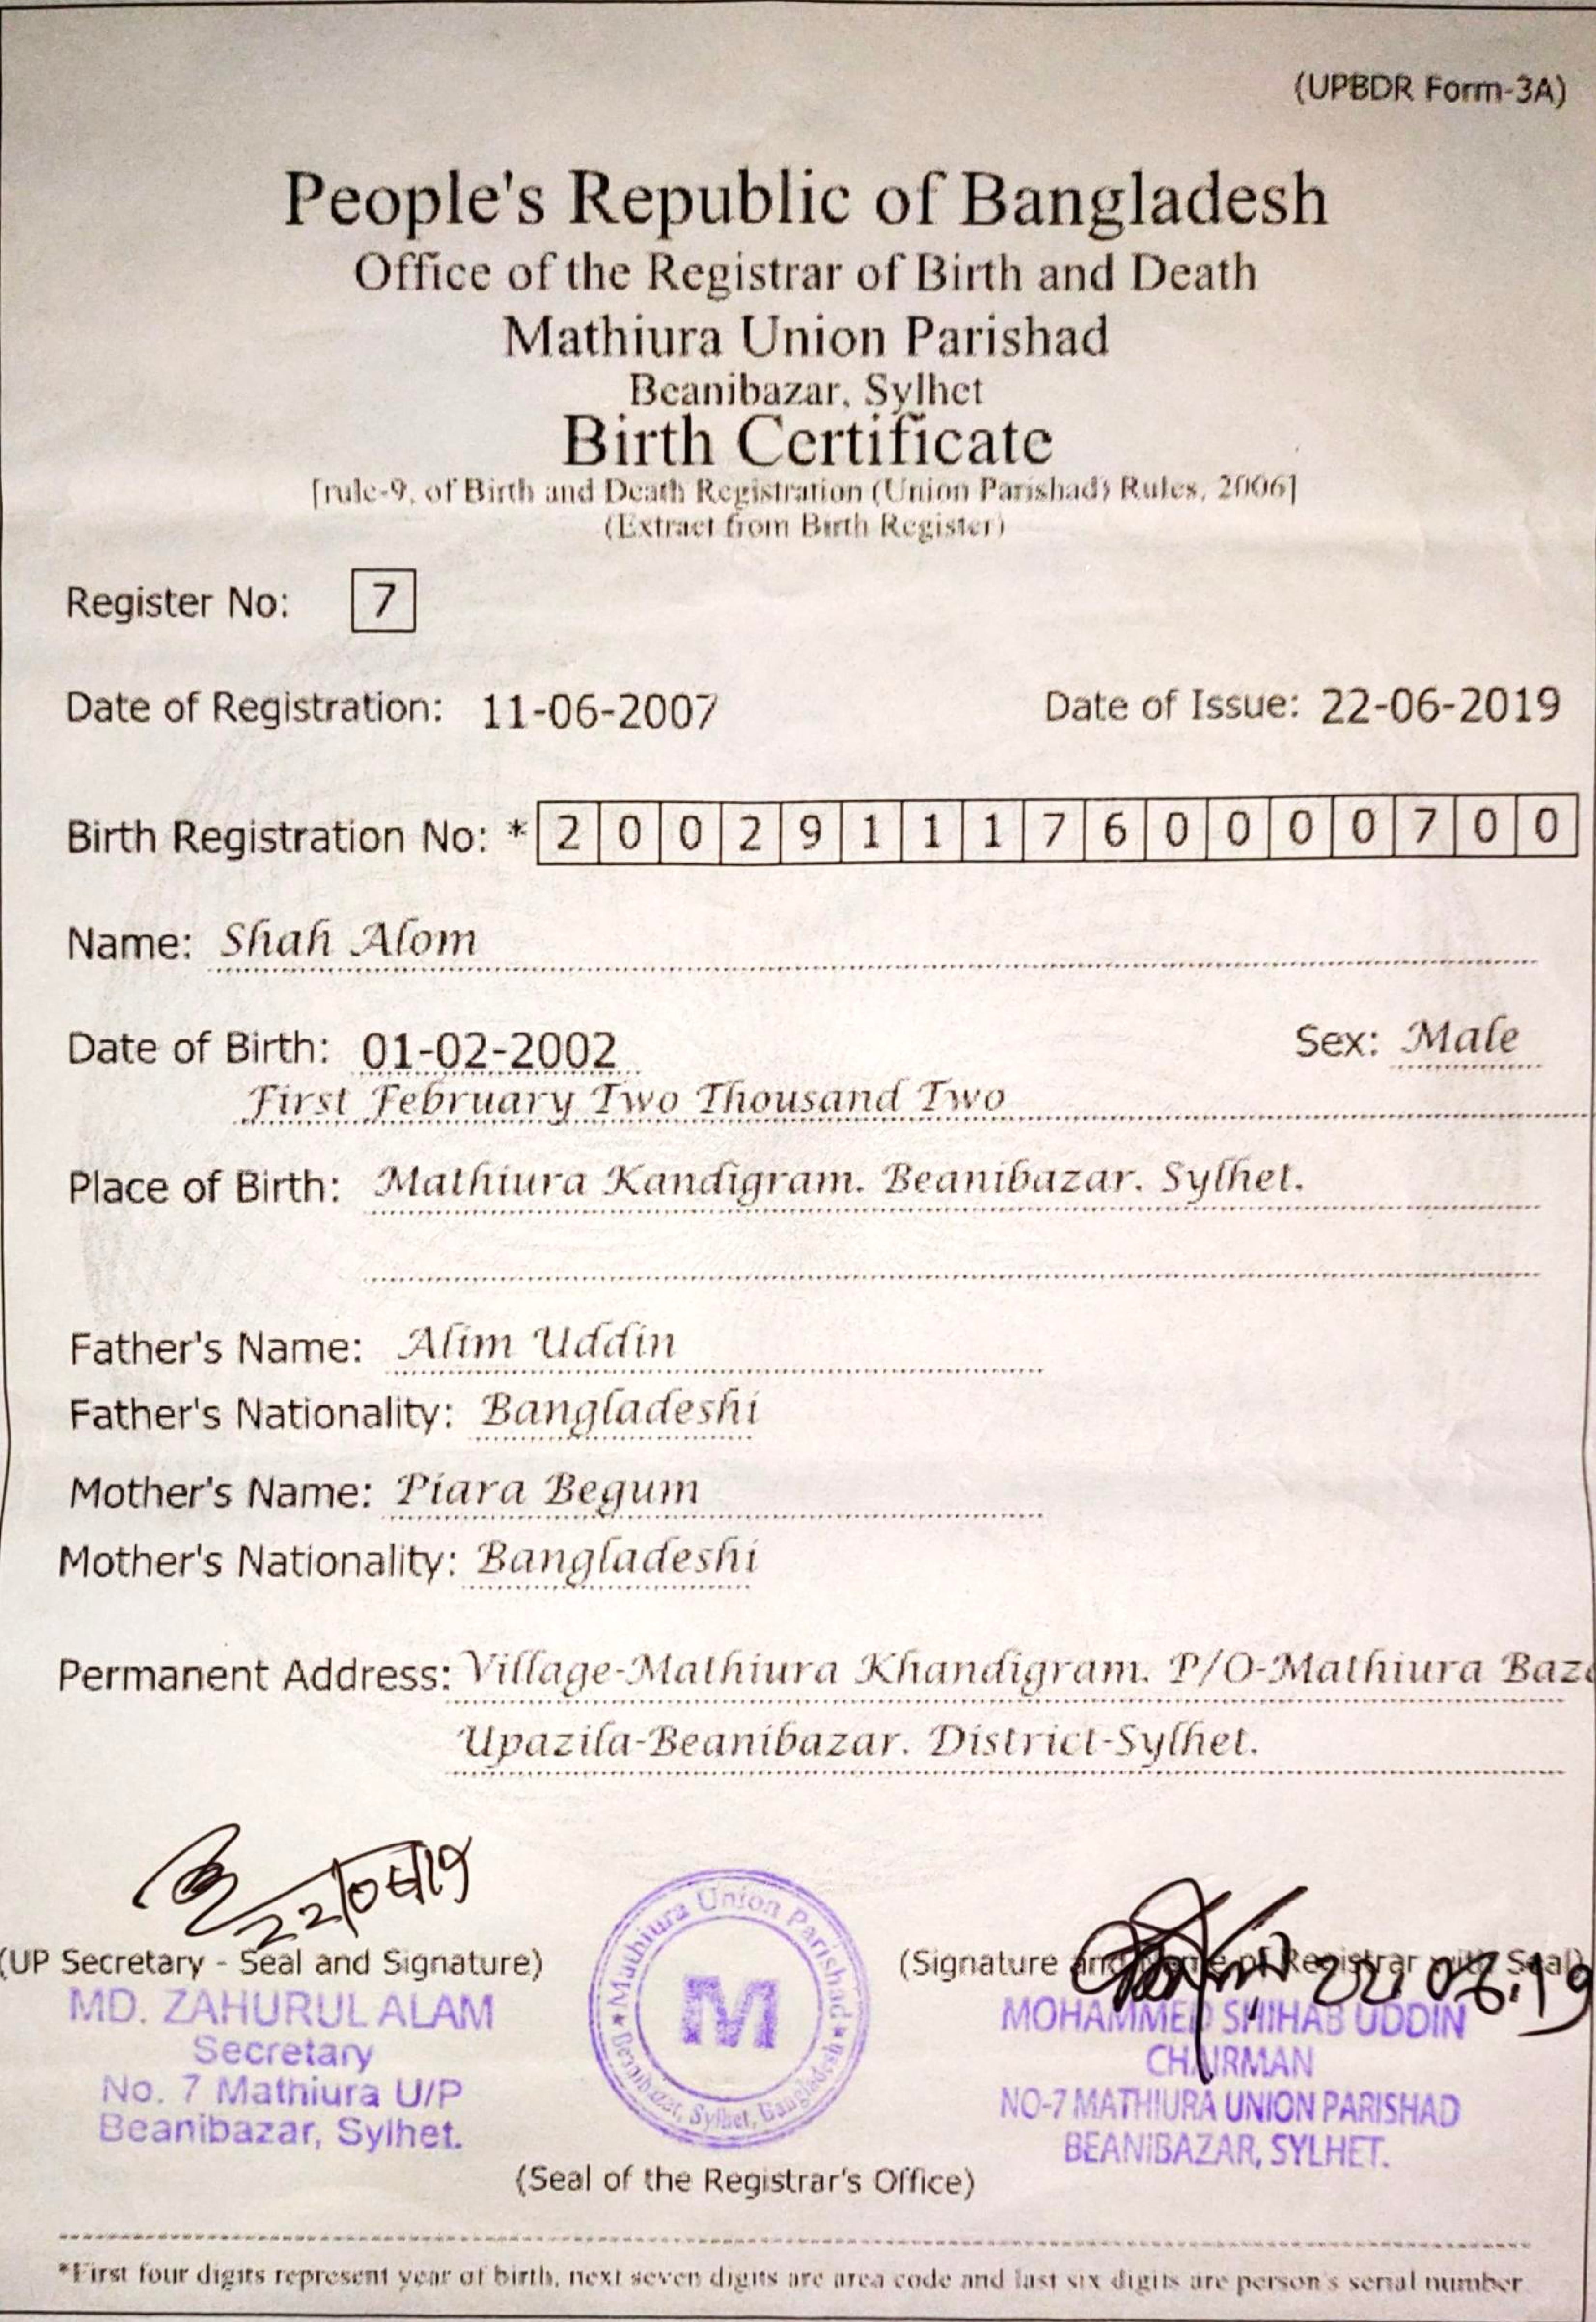 (UPBDR Form-3A)
People's Republic of Bangladesh
Office of the Registrar of Birth and Death
Mathiura Union Parishad
Beanibazar, Sylhet
Birth Certificate
[rule-9, of Birth and Death Registration (Union Parishad) Rules, 2006]
(Extract from Birth Register)
Register No: 7
Date of Registration: 11-06-2007 Date of Issue: 22-06-2019
Birth Registration No: * 2 0 0 2 9 1 1 1 7 6 0 0 0 0 7 0 0
Name: Shah Alom
Date of Birth: 01-02-2002 Sex: Male
First February Two Thousand Two
Place of Birth: Mathiura Kandigram. Beanibazar. Sylhet.
Father's Name: Alim Uddin
Father's Nationality: Bangladeshi
Mother's Name: Piara Begum
Mother's Nationality: Bangladeshi
Permanent Address: Village-Mathiura Khandigram. P/O-Mathiura Baza
Upazila-Beanibazar. District-Sylhet.
22/06/19
(UP Secretary - Seal and Signature)
MD. ZAHURUL ALAM
Secretary
No. 7 Mathiura U/P
Beanibazar, Sylhet.
Mathiura Union Parishad
M
Beanibazar, Sylhet, Bangladesh
(Seal of the Registrar's Office)
22.06.19
(Signature and Name of Registrar with Seal)
MOHAMMED SHIHAB UDDIN
CHAIRMAN
NO-7 MATHIURA UNION PARISHAD
BEANIBAZAR, SYLHET.
*First four digits represent year of birth, next seven digits are area code and last six digits are person's serial number